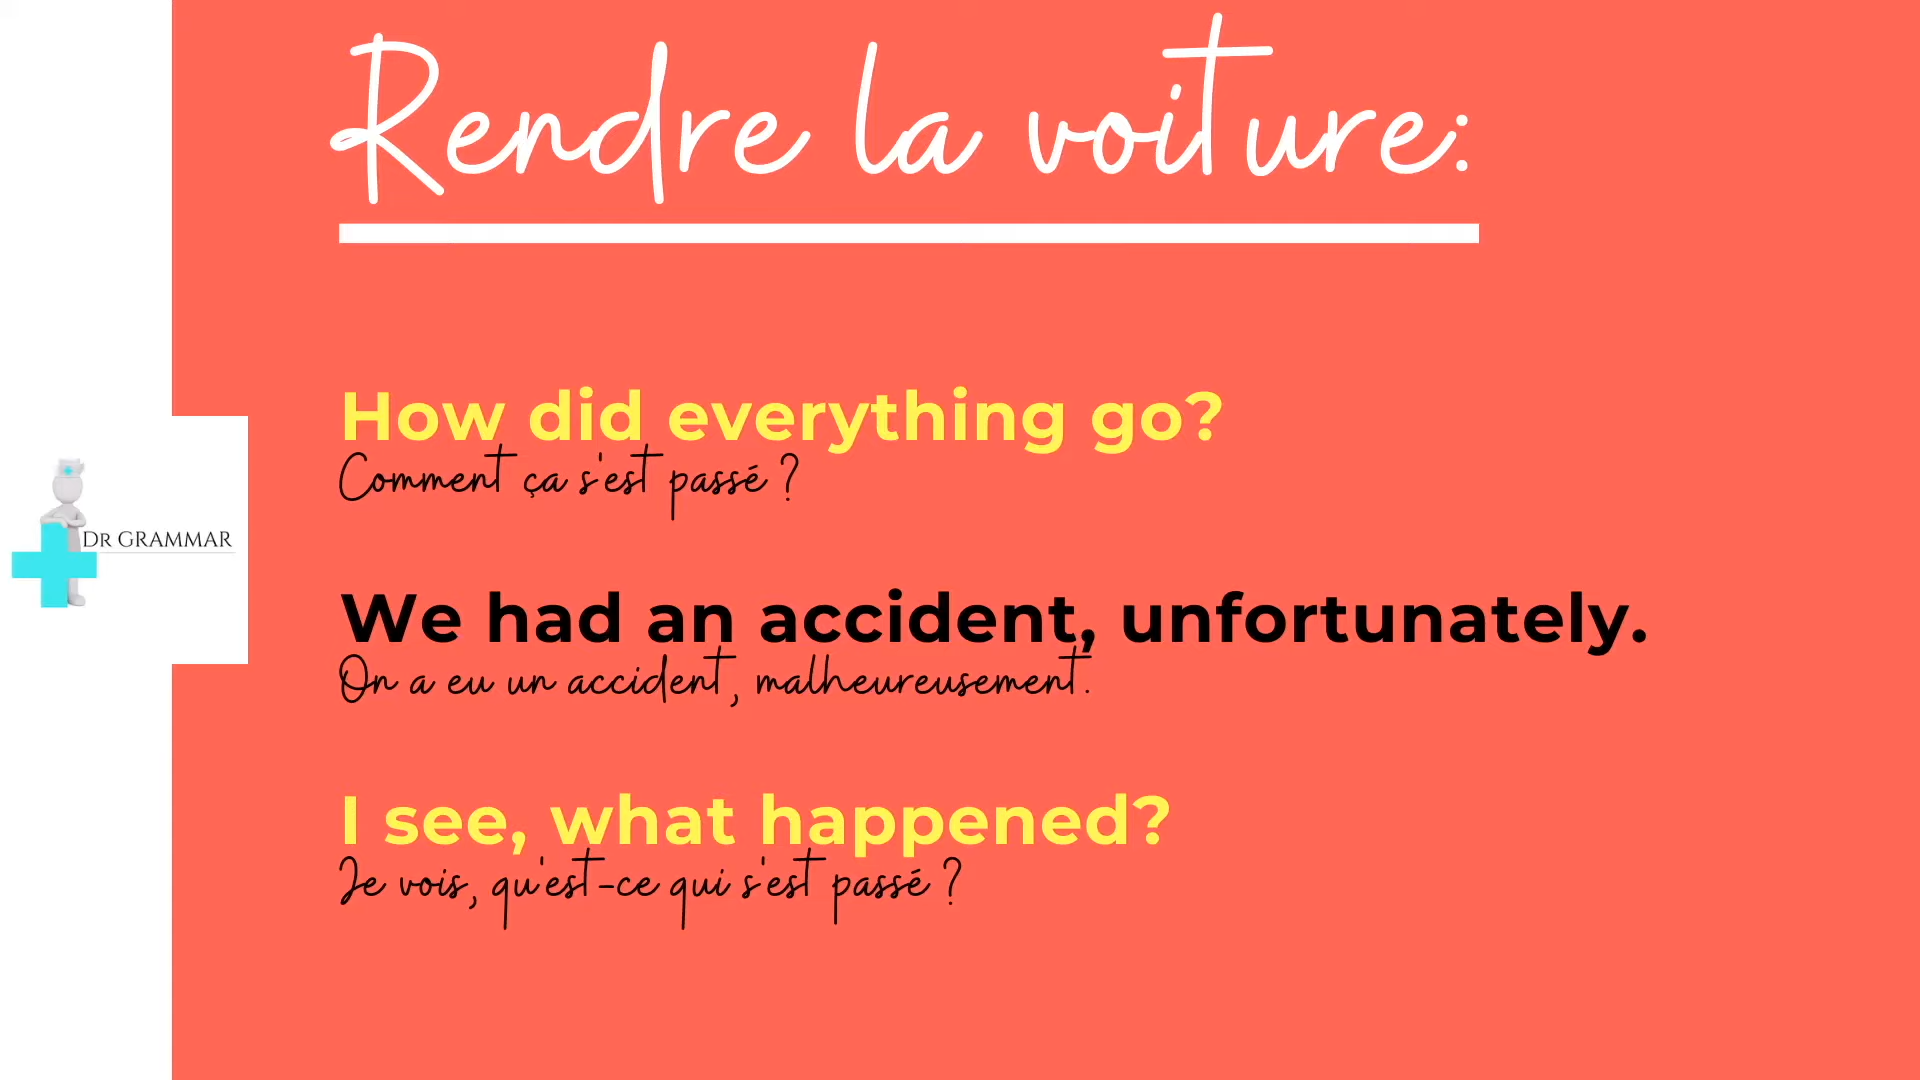 Rendre la voiture:
How did everything go?
Comment ça s'est passé ?
We had an accident, unfortunately.
On a eu un accident, malheureusement.
I see, what happened?
Je vois, qu'est-ce qui s'est passé ?
Dr Grammar